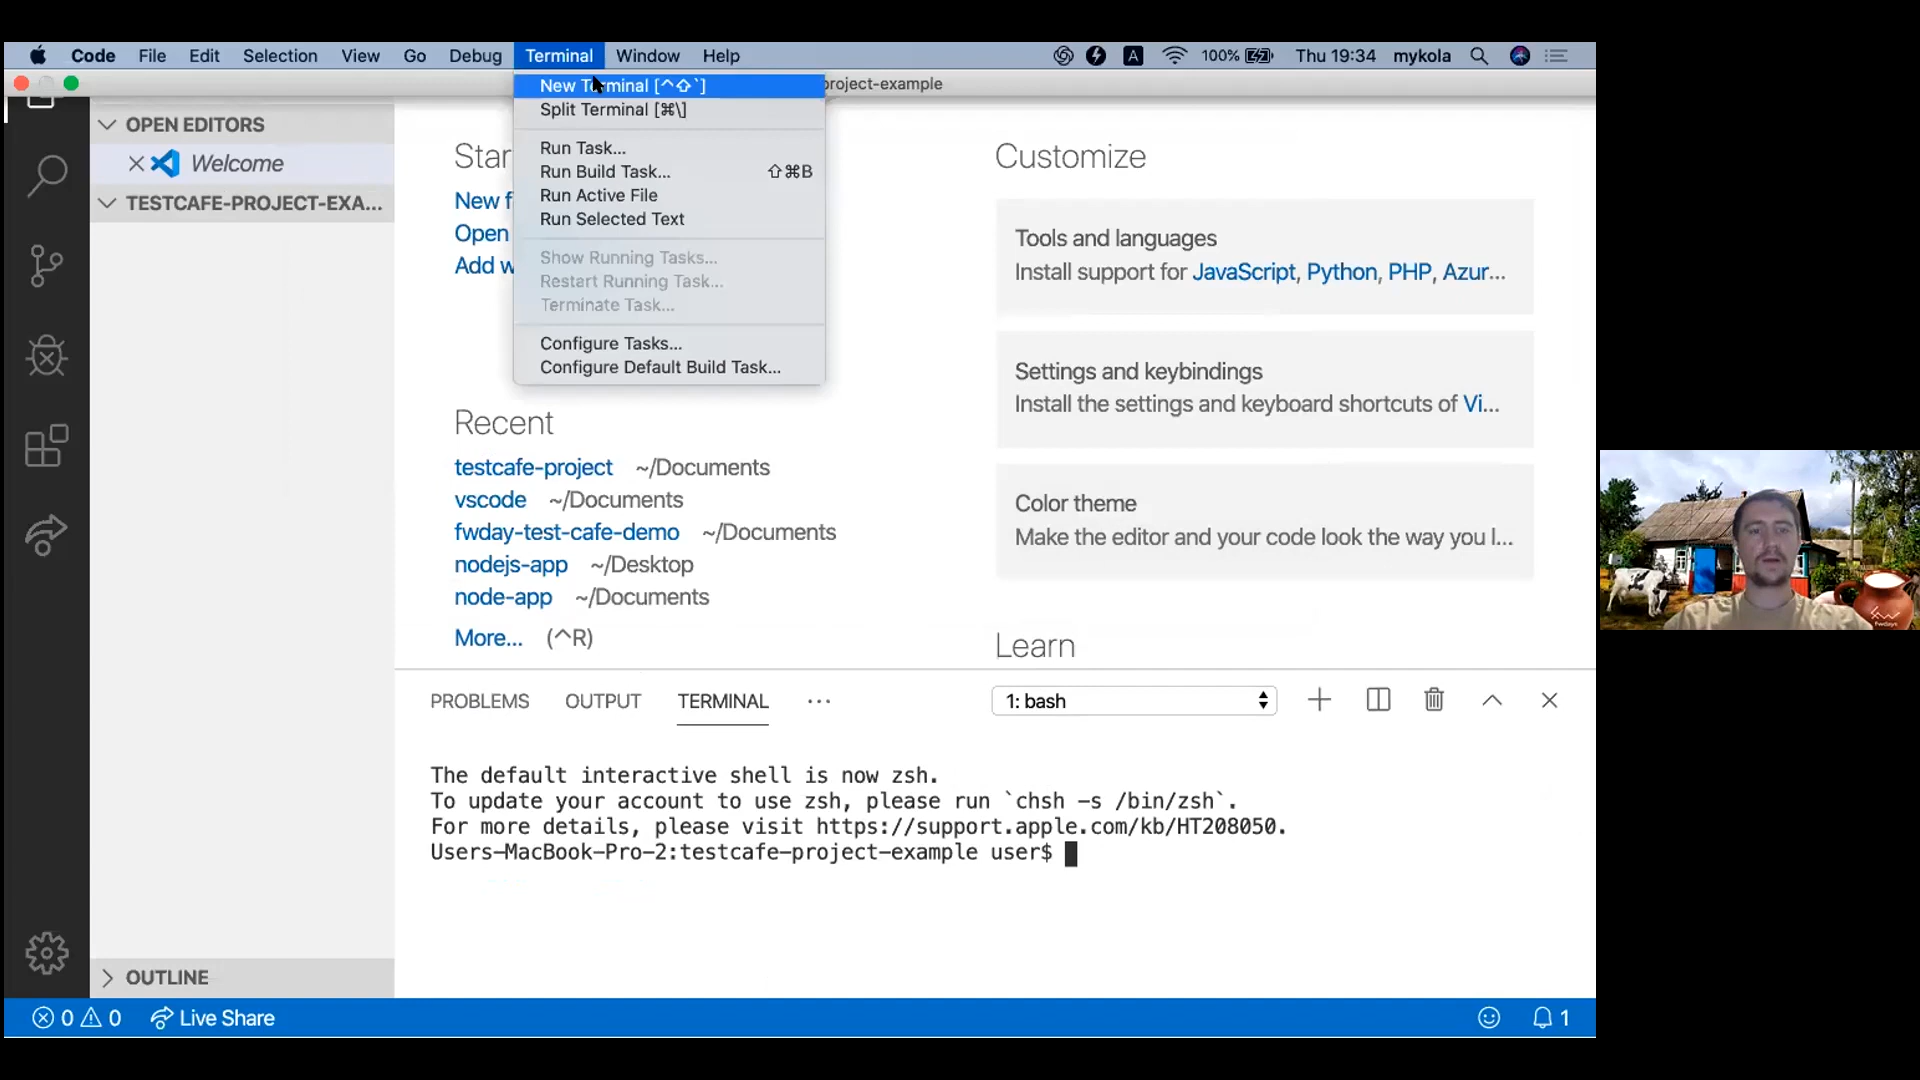 Code File Edit Selection View Go Debug Terminal Window Help 100% Thu 19:34 mykola
roject-example
New Terminal [^⇧`]
Split Terminal [⌘\]
Run Task...
Run Build Task... ⇧⌘B
Run Active File
Run Selected Text
Show Running Tasks...
Restart Running Task...
Terminate Task...
Configure Tasks...
Configure Default Build Task...
OPEN EDITORS
Welcome
TESTCAFE-PROJECT-EXA...
OUTLINE
Star
New f
Open
Add w
Recent
testcafe-project ~/Documents
vscode ~/Documents
fwday-test-cafe-demo ~/Documents
nodejs-app ~/Desktop
node-app ~/Documents
More... (^R)
Customize
Tools and languages
Install support for JavaScript, Python, PHP, Azur...
Settings and keybindings
Install the settings and keyboard shortcuts of Vi...
Color theme
Make the editor and your code look the way you l...
Learn
PROBLEMS OUTPUT TERMINAL ... 1: bash
The default interactive shell is now zsh.
To update your account to use zsh, please run `chsh -s /bin/zsh`.
For more details, please visit https://support.apple.com/kb/HT208050.
Users-MacBook-Pro-2:testcafe-project-example user$
0 0 Live Share 1
Fwdays